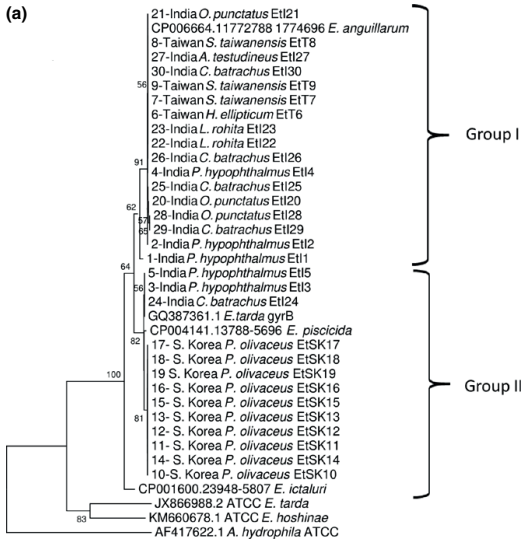 (a)
21-India O. punctatus EtI21
CP006664.11772788 1774696 E. anguillarum
8-Taiwan S. taiwanensis EtT8
27-India A. testudineus EtI27
30-India C. batrachus EtI30
9-Taiwan S. taiwanensis EtT9
7-Taiwan S. taiwanensis EtT7
6-Taiwan H. ellipticum EtT6
23-India L. rohita EtI23
22-India L. rohita EtI22
26-India C. batrachus EtI26
4-India P. hypophthalmus EtI4
25-India C. batrachus EtI25
20-India O. punctatus EtI20
28-India O. punctatus EtI28
29-India C. batrachus EtI29
2-India P. hypophthalmus EtI2
1-India P. hypophthalmus EtI1
5-India P. hypophthalmus EtI5
3-India P. hypophthalmus EtI3
24-India C. batrachus EtI24
GQ387361.1 E.tarda gyrB
CP004141.13788-5696 E. piscicida
17- S. Korea P. olivaceus EtSK17
18- S. Korea P. olivaceus EtSK18
19 S. Korea P. olivaceus EtSK19
16- S. Korea P. olivaceus EtSK16
15- S. Korea P. olivaceus EtSK15
13- S. Korea P. olivaceus EtSK13
12- S. Korea P. olivaceus EtSK12
11- S. Korea P. olivaceus EtSK11
14- S. Korea P. olivaceus EtSK14
10-S. Korea P. olivaceus EtSK10
CP001600.23948-5807 E. ictaluri
JX866988.2 ATCC E. tarda
KM660678.1 ATCC E. hoshinae
AF417622.1 A. hydrophila ATCC
56
91
57
65
62
64
56
82
81
100
83
Group I
Group II